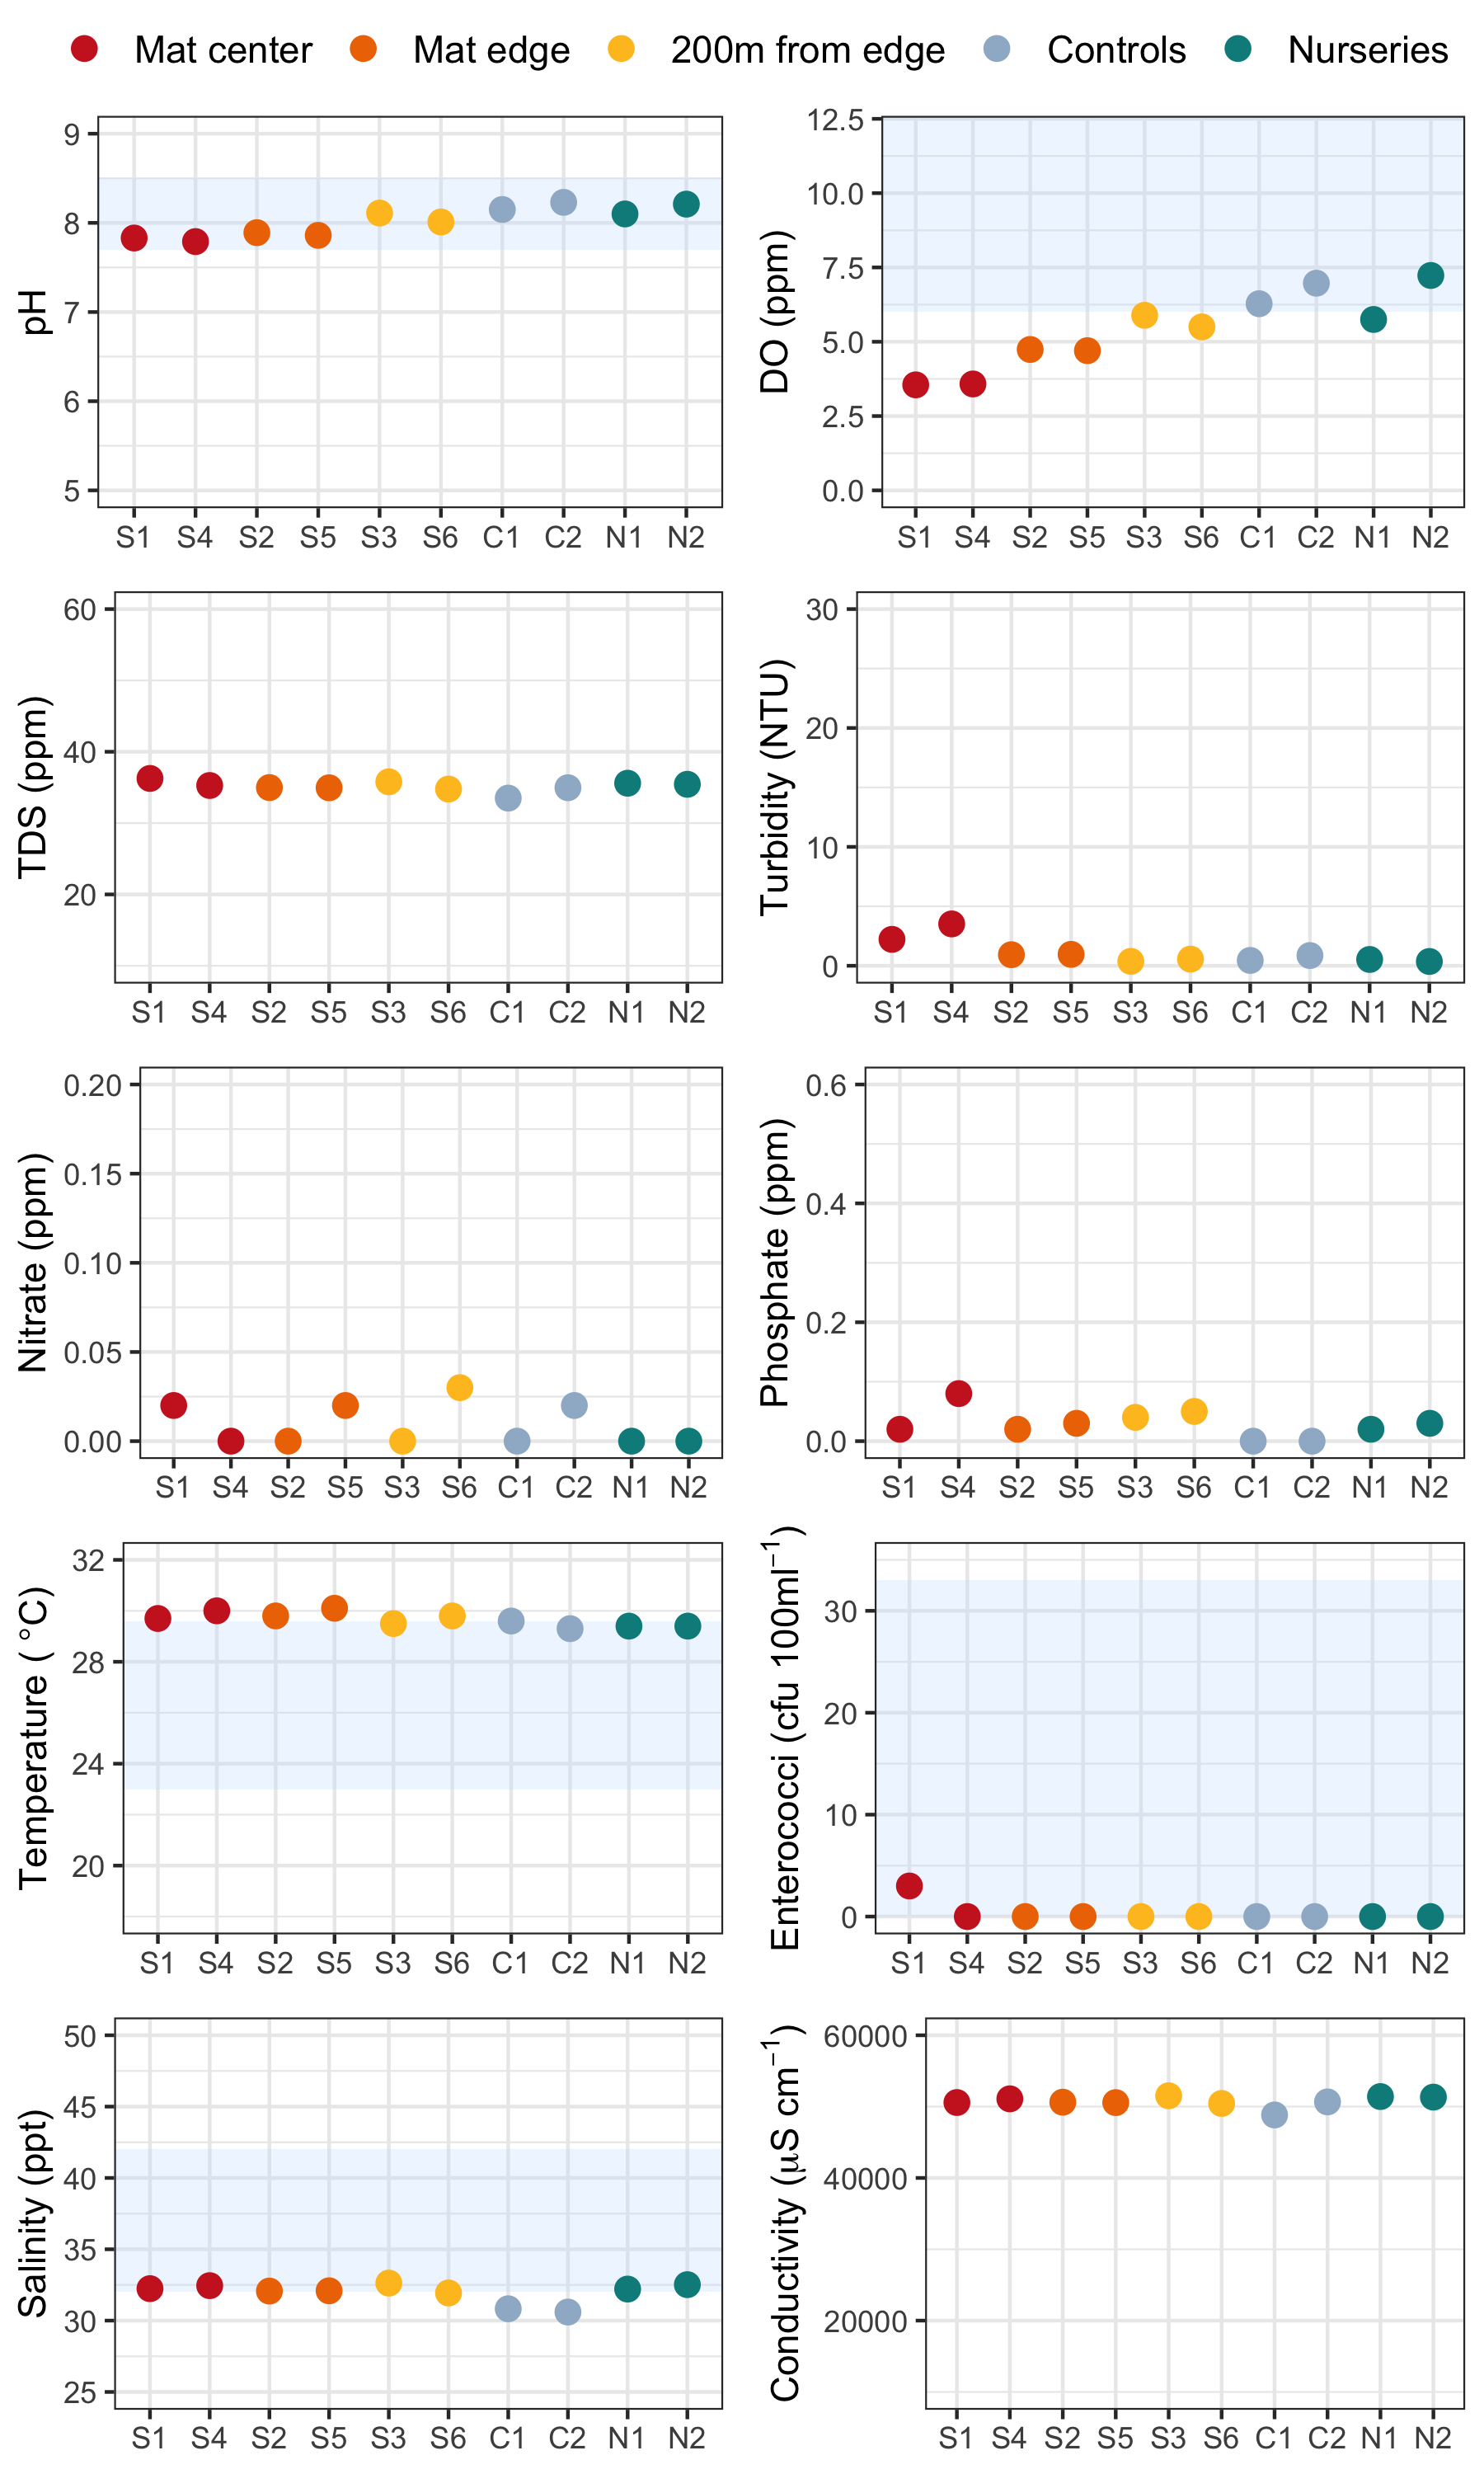 Mat center Mat edge 200m from edge Controls Nurseries
pH
9
8
7
6
5
S1 S4 S2 S5 S3 S6 C1 C2 N1 N2
DO (ppm)
12.5
10.0
7.5
5.0
2.5
0.0
S1 S4 S2 S5 S3 S6 C1 C2 N1 N2
TDS (ppm)
60
40
20
S1 S4 S2 S5 S3 S6 C1 C2 N1 N2
Turbidity (NTU)
30
20
10
0
S1 S4 S2 S5 S3 S6 C1 C2 N1 N2
Nitrate (ppm)
0.20
0.15
0.10
0.05
0.00
S1 S4 S2 S5 S3 S6 C1 C2 N1 N2
Phosphate (ppm)
0.6
0.4
0.2
0.0
S1 S4 S2 S5 S3 S6 C1 C2 N1 N2
Temperature ( °C)
32
28
24
20
S1 S4 S2 S5 S3 S6 C1 C2 N1 N2
Enterococci (cfu 100ml⁻¹)
30
20
10
0
S1 S4 S2 S5 S3 S6 C1 C2 N1 N2
Salinity (ppt)
50
45
40
35
30
25
S1 S4 S2 S5 S3 S6 C1 C2 N1 N2
Conductivity (μS cm⁻¹)
60000
40000
20000
S1 S4 S2 S5 S3 S6 C1 C2 N1 N2